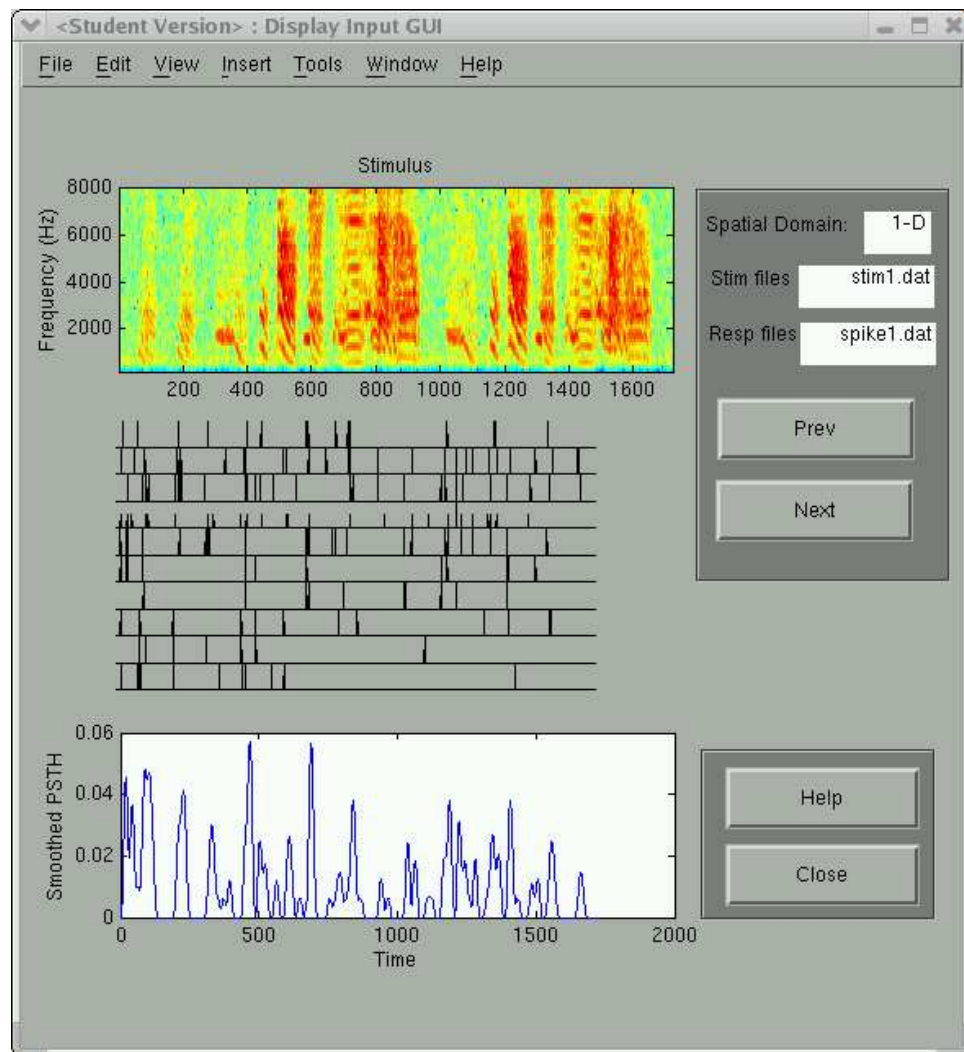 <Student Version> : Display Input GUI
File Edit View Insert Tools Window Help
Stimulus
Frequency (Hz)
8000
6000
4000
2000
200 400 600 800 1000 1200 1400 1600
Spatial Domain: 1-D
Stim files stim1.dat
Resp files spike1.dat
Prev
Next
Smoothed PSTH
0.06
0.04
0.02
0
0 500 1000 1500 2000
Time
Help
Close